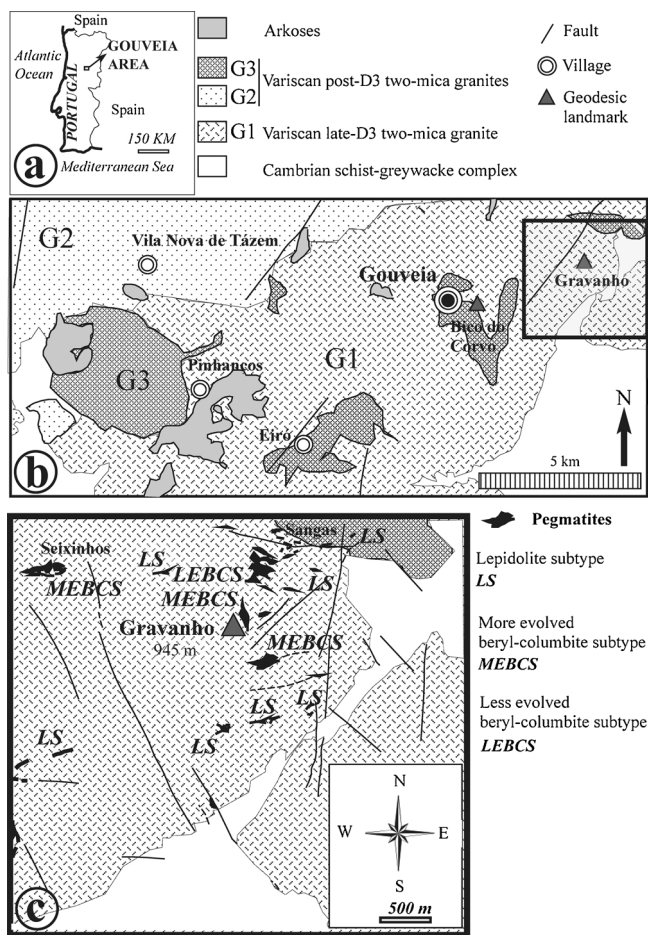 Spain
Atlantic
Ocean
GOUVEIA
AREA
PORTUGAL
Spain
150 KM
Mediterranean Sea
a
Arkoses
G3
Variscan post-D3 two-mica granites
G2
G1 Variscan late-D3 two-mica granite
Cambrian schist-greywacke complex
Fault
Village
Geodesic
landmark
G2
Vila Nova de Tázem
Gouveia
Gravanho
Bico do
Corvo
G3
Pinhanços
G1
Eiró
N
5 km
b
Sangas
LS
Seixinhos
MEBCS
LS
LEBCS
LS
MEBCS
Gravanho
945 m
MEBCS
LS
LS
LS
LS
N
W
E
S
500 m
c
Pegmatites
Lepidolite subtype
LS
More evolved
beryl-columbite subtype
MEBCS
Less evolved
beryl-columbite subtype
LEBCS